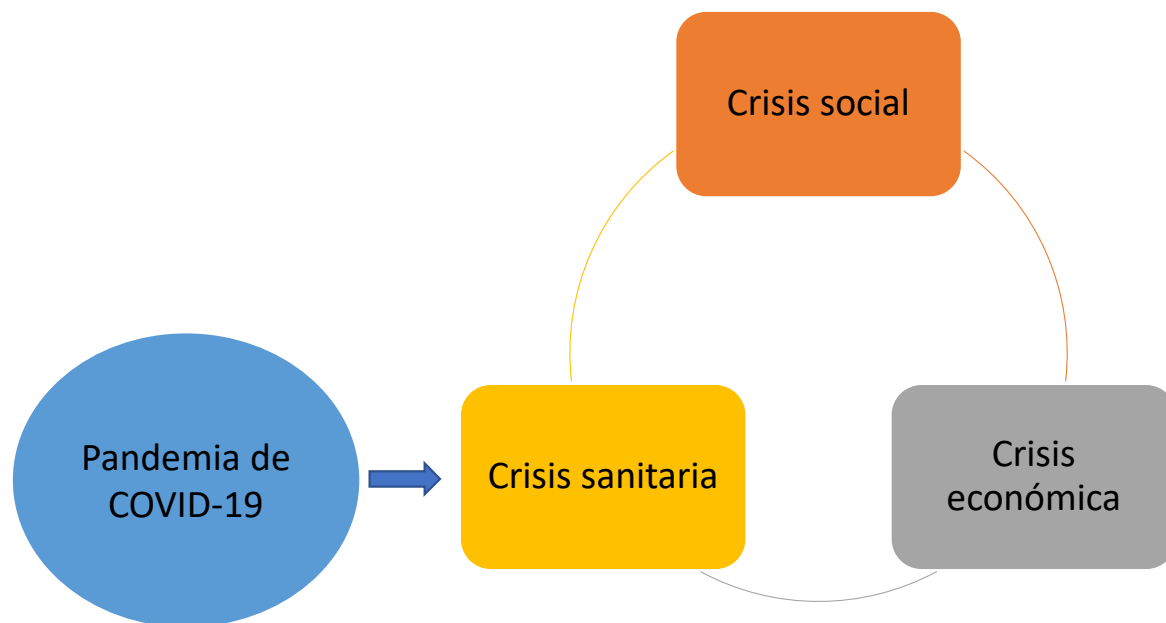 Crisis social
Pandemia de
COVID-19
Crisis sanitaria
Crisis
económica